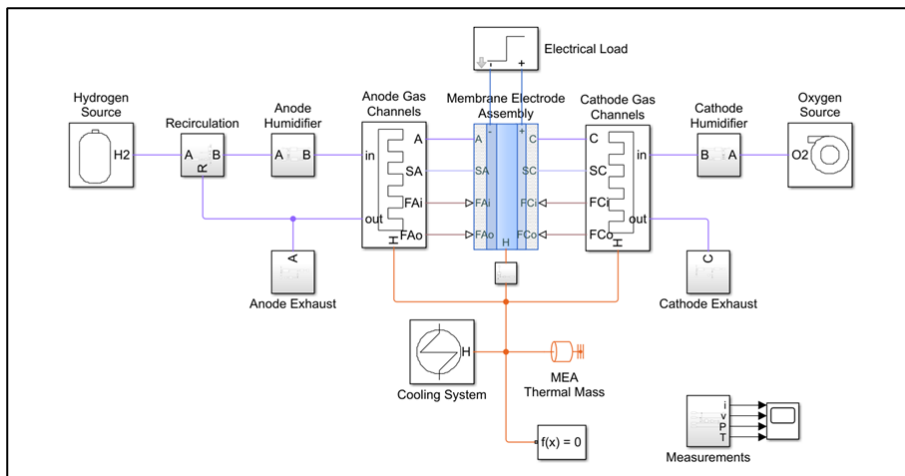 Electrical Load
-
+
Hydrogen
Source
H2
Recirculation
A
B
R
Anode
Humidifier
A
B
Anode Gas
Channels
in
out
A
SA
FAi
FAo
H
Membrane Electrode
Assembly
-
+
A
C
SA
SC
FAi
FCi
FAo
FCo
H
Cathode Gas
Channels
C
SC
FCi
FCo
in
out
H
Cathode
Humidifier
B
A
Oxygen
Source
O2
A
Anode Exhaust
C
Cathode Exhaust
H
Cooling System
MEA
Thermal Mass
f(x) = 0
i
v
P
T
Measurements